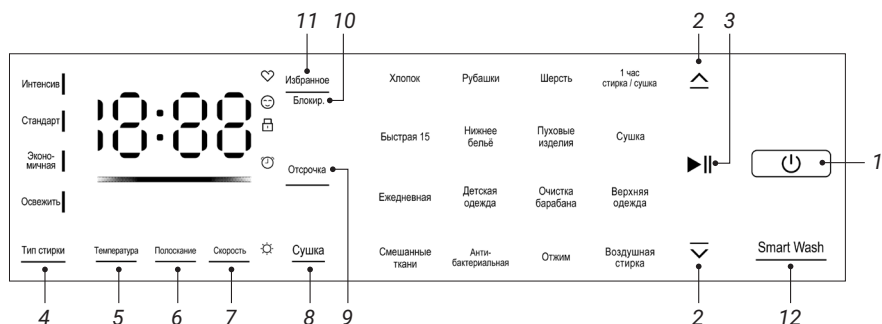 11 10 2 3
Интенсив
Стандарт
Эконо-
мичная
Освежить
18:88
Избранное
Блокир.
Отсрочка
Хлопок Рубашки Шерсть 1 час
стирка / сушка
Быстрая 15 Нижнее
бельё Пуховые
изделия Сушка
Ежедневная Детская
одежда Очистка
барабана Верхняя
одежда
Смешанные
ткани Анти-
бактериальная Отжим Воздушная
стирка
1
Тип стирки Температура Полоскание Скорость Сушка
Smart Wash
4 5 6 7 8 9 2 12